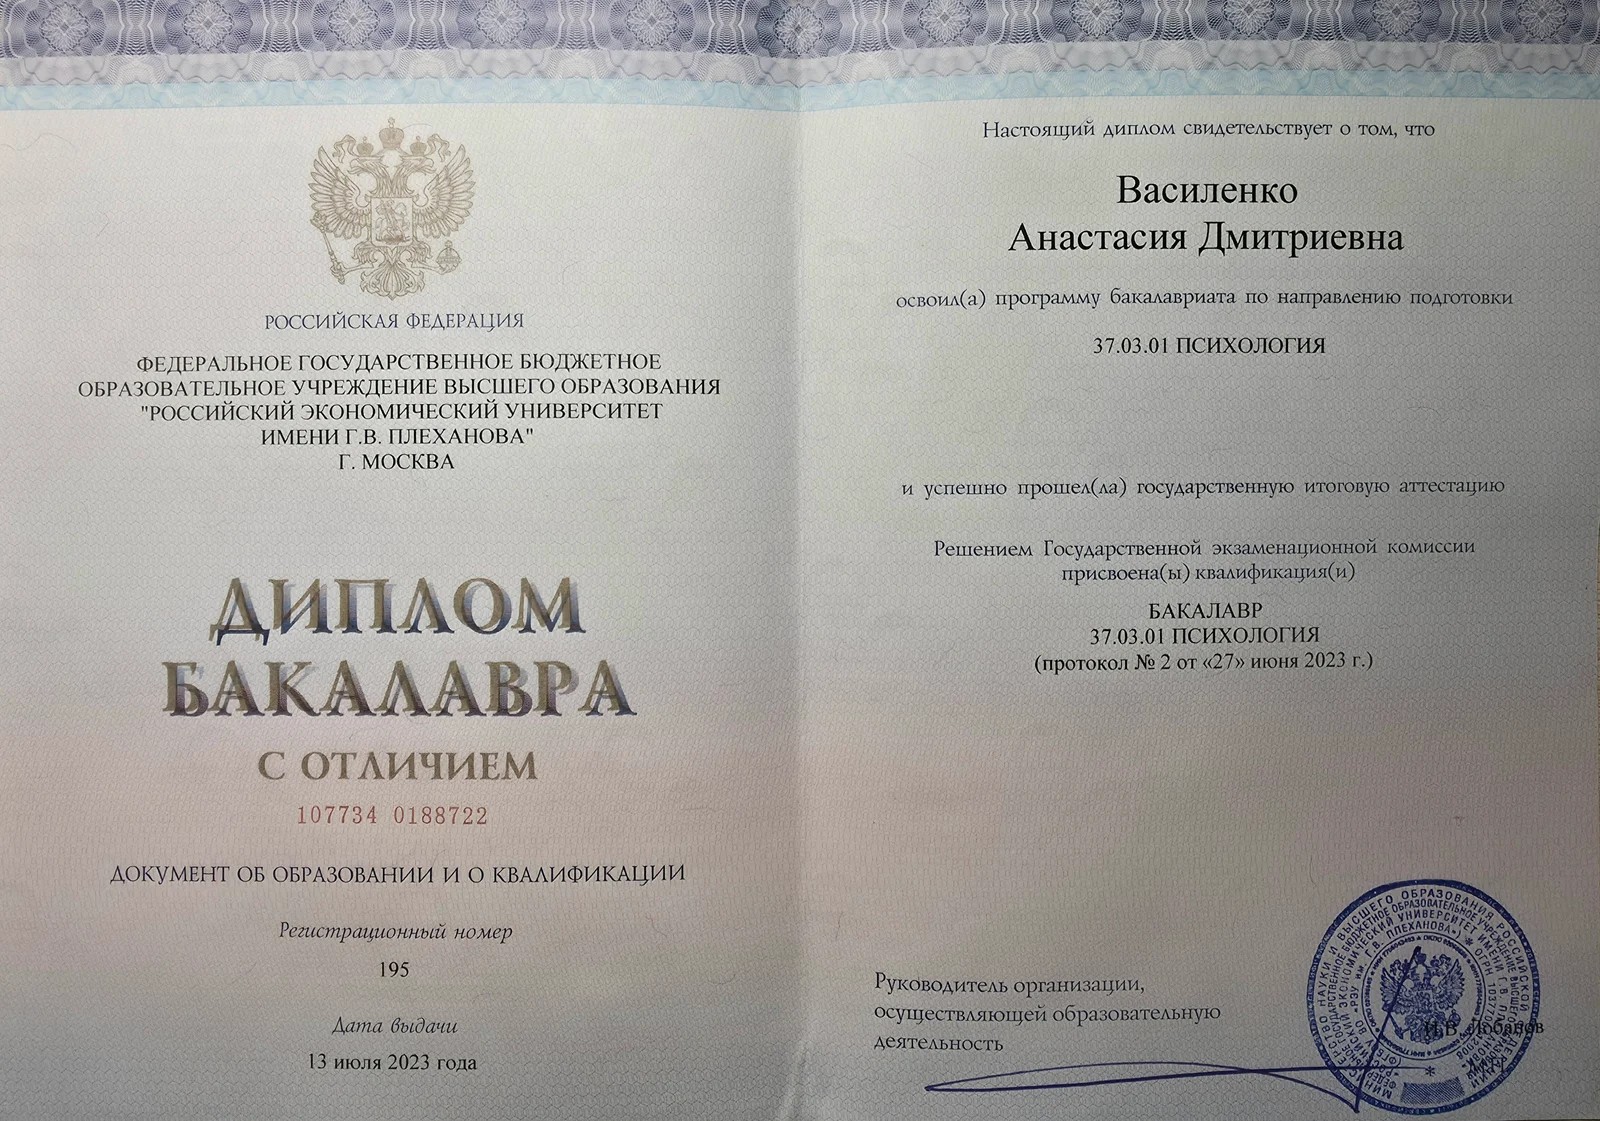 РОССИЙСКАЯ ФЕДЕРАЦИЯ
ФЕДЕРАЛЬНОЕ ГОСУДАРСТВЕННОЕ БЮДЖЕТНОЕ
ОБРАЗОВАТЕЛЬНОЕ УЧРЕЖДЕНИЕ ВЫСШЕГО ОБРАЗОВАНИЯ
"РОССИЙСКИЙ ЭКОНОМИЧЕСКИЙ УНИВЕРСИТЕТ
ИМЕНИ Г.В. ПЛЕХАНОВА"
Г. МОСКВА
ДИПЛОМ
БАКАЛАВРА
С ОТЛИЧИЕМ
107734 0188722
ДОКУМЕНТ ОБ ОБРАЗОВАНИИ И О КВАЛИФИКАЦИИ
Регистрационный номер
195
Дата выдачи
13 июля 2023 года
Настоящий диплом свидетельствует о том, что
Василенко
Анастасия Дмитриевна
освоил(а) программу бакалавриата по направлению подготовки
37.03.01 ПСИХОЛОГИЯ
и успешно прошел(ла) государственную итоговую аттестацию
Решением Государственной экзаменационной комиссии
присвоена(ы) квалификация(и)
БАКАЛАВР
37.03.01 ПСИХОЛОГИЯ
(протокол № 2 от «27» июня 2023 г.)
Руководитель организации,
осуществляющей образовательную
деятельность
И.В. Лобанов